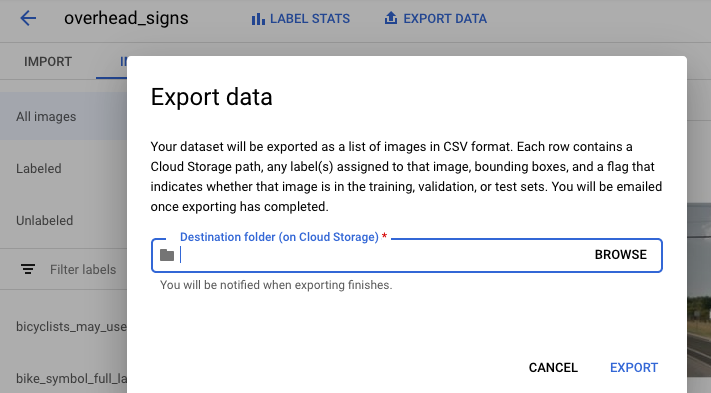 overhead_signs
LABEL STATS
EXPORT DATA
IMPORT
All images
Labeled
Unlabeled
Filter labels
bicyclists_may_use
bike_symbol_full_la
Export data
Your dataset will be exported as a list of images in CSV format. Each row contains a
Cloud Storage path, any label(s) assigned to that image, bounding boxes, and a flag that
indicates whether that image is in the training, validation, or test sets. You will be emailed
once exporting has completed.
Destination folder (on Cloud Storage) *
BROWSE
You will be notified when exporting finishes.
CANCEL
EXPORT